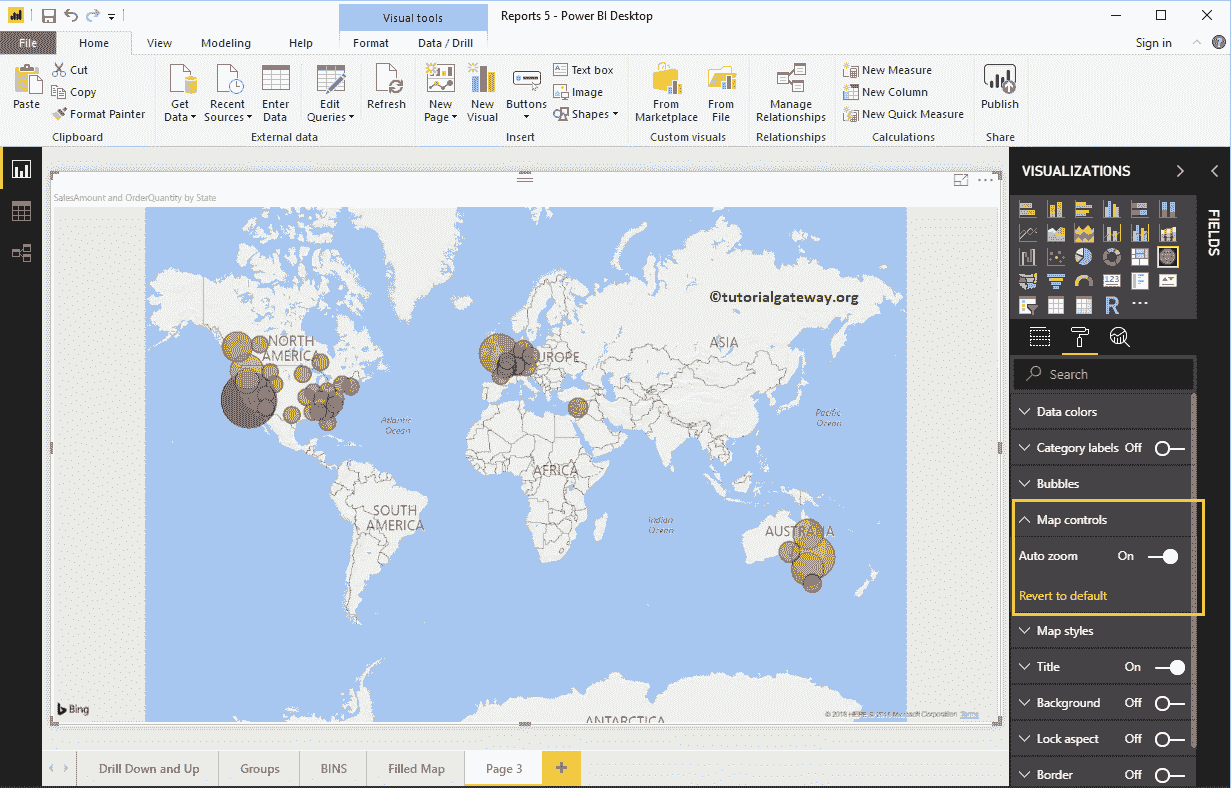 Visual tools
Reports 5 - Power BI Desktop
File Home View Modeling Help Format Data / Drill Sign in
Paste
Cut
Copy
Format Painter
Clipboard
Get Data
Recent Sources
Enter Data
Edit Queries
External data
Refresh
New Page
New Visual
Buttons
Text box
Image
Shapes
Insert
From Marketplace
From File
Custom visuals
Manage Relationships
Relationships
New Measure
New Column
New Quick Measure
Calculations
Publish
Share
SalesAmount and OrderQuantity by State
©tutorialgateway.org
NORTH
AMERICA
EUROPE
ASIA
Atlantic
Ocean
Pacific
Ocean
AFRICA
SOUTH
AMERICA
Indian
Ocean
AUSTRALIA
ANTARCTICA
Bing
© 2018 HERE © 2018 Microsoft Corporation Terms
VISUALIZATIONS
FIELDS
123
R
Search
Data colors
Category labels Off
Bubbles
Map controls
Auto zoom On
Revert to default
Map styles
Title On
Background Off
Lock aspect Off
Border Off
Drill Down and Up Groups BINS Filled Map Page 3 +